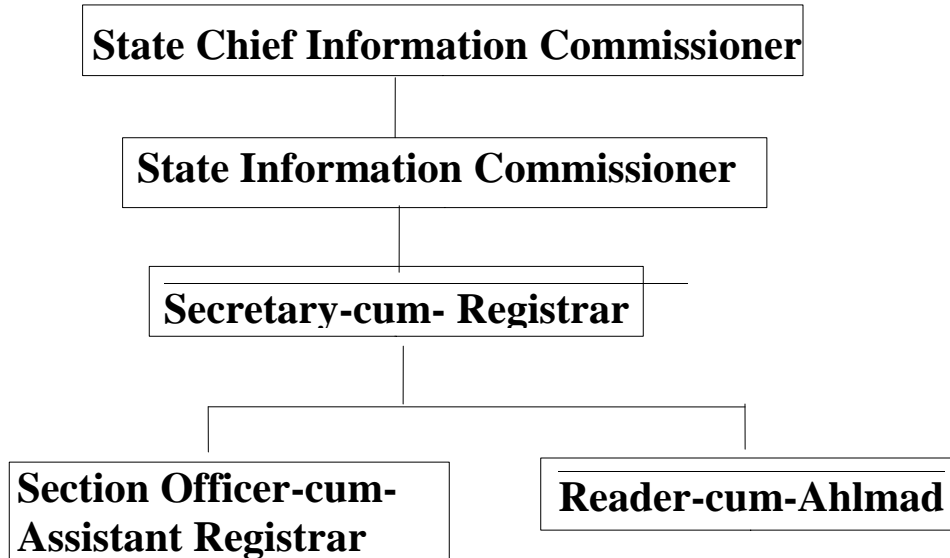 State Chief Information Commissioner
State Information Commissioner
Secretary-cum- Registrar
Section Officer-cum-
Assistant Registrar
Reader-cum-Ahlmad